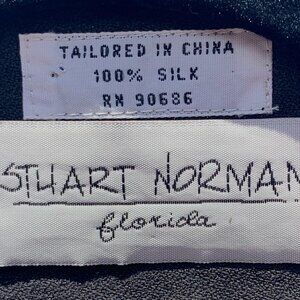 TAILORED IN CHINA
100% SILK
RN 90686
STUART NORMAN
florida